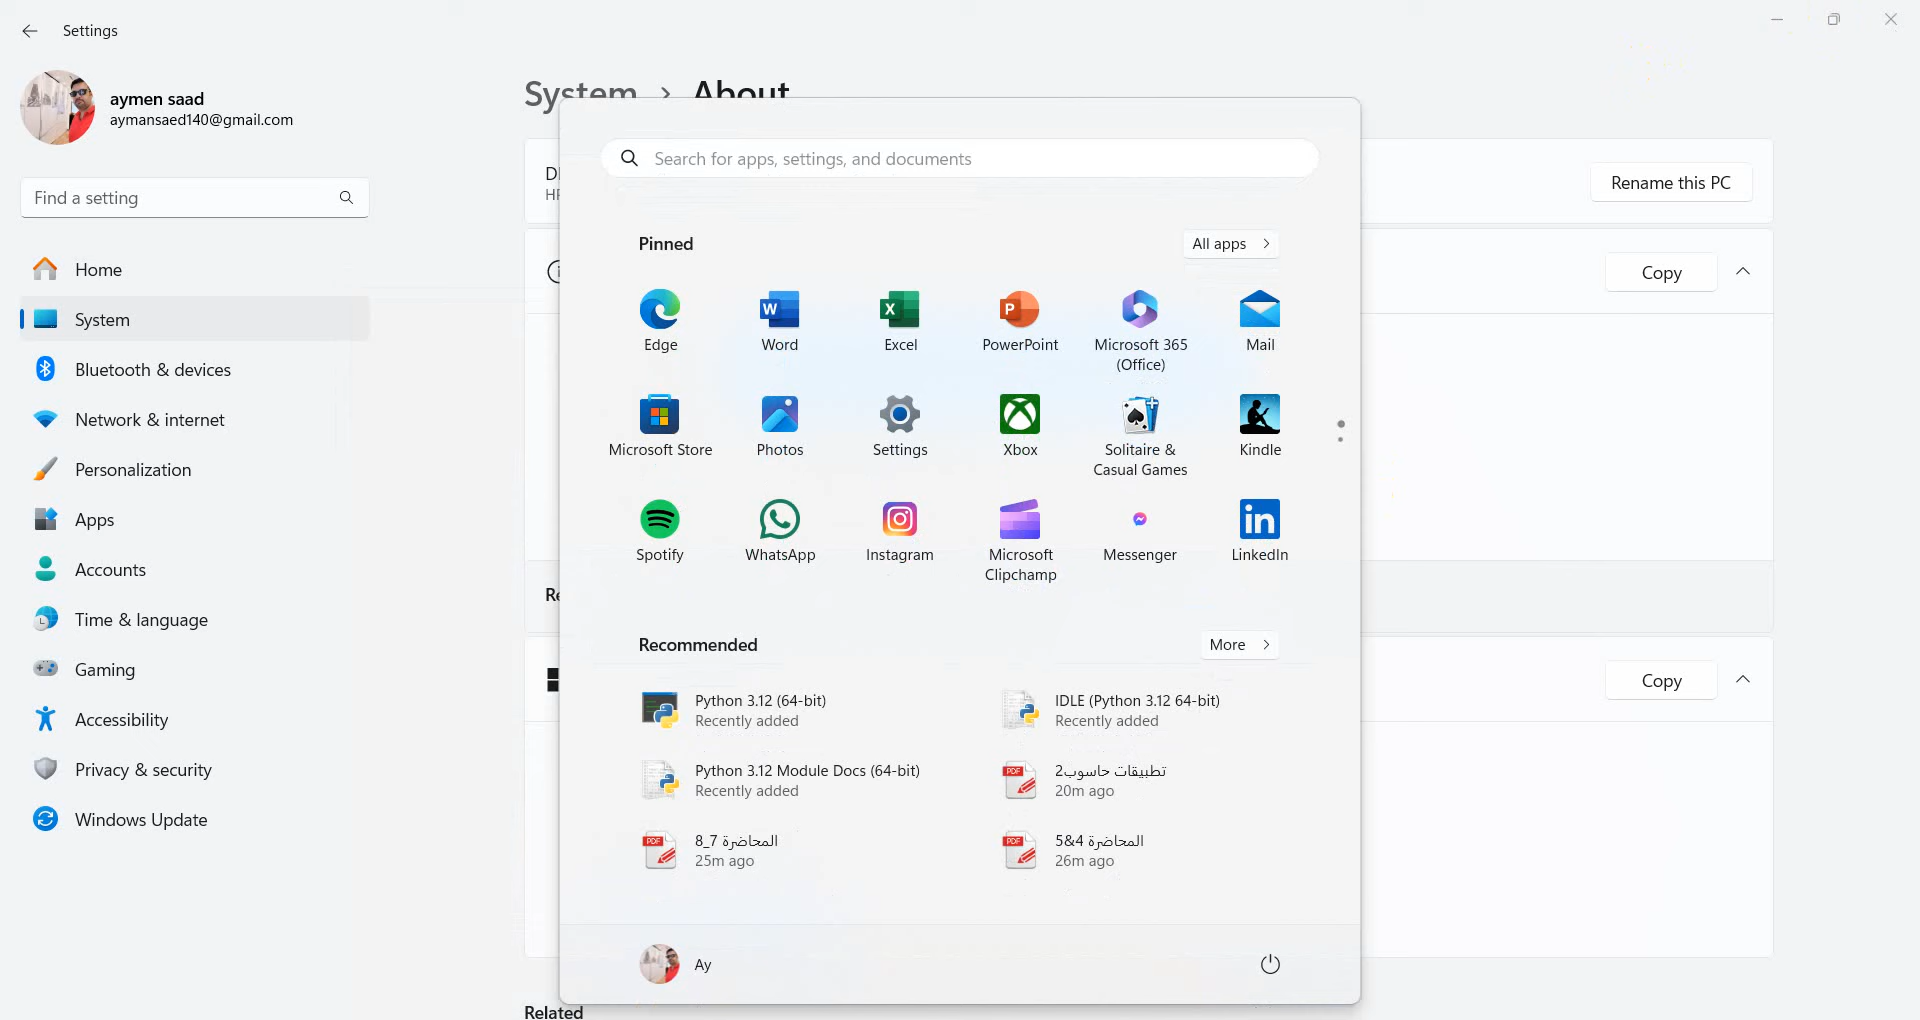 Settings
aymen saad
aymansaed140@gmail.com
Find a setting
Home
System
Bluetooth & devices
Network & internet
Personalization
Apps
Accounts
Time & language
Gaming
Accessibility
Privacy & security
Windows Update
System > About
Rename this PC
Copy
Copy
Related
Search for apps, settings, and documents
Pinned
All apps
Edge
Word
Excel
PowerPoint
Microsoft 365
(Office)
Mail
Microsoft Store
Photos
Settings
Xbox
Solitaire &
Casual Games
Kindle
Spotify
WhatsApp
Instagram
Microsoft
Clipchamp
Messenger
LinkedIn
Recommended
More
Python 3.12 (64-bit)
Recently added
IDLE (Python 3.12 64-bit)
Recently added
Python 3.12 Module Docs (64-bit)
Recently added
تطبيقات حاسوب2
20m ago
المحاضرة 7_8
25m ago
المحاضرة 4&5
26m ago
Ay